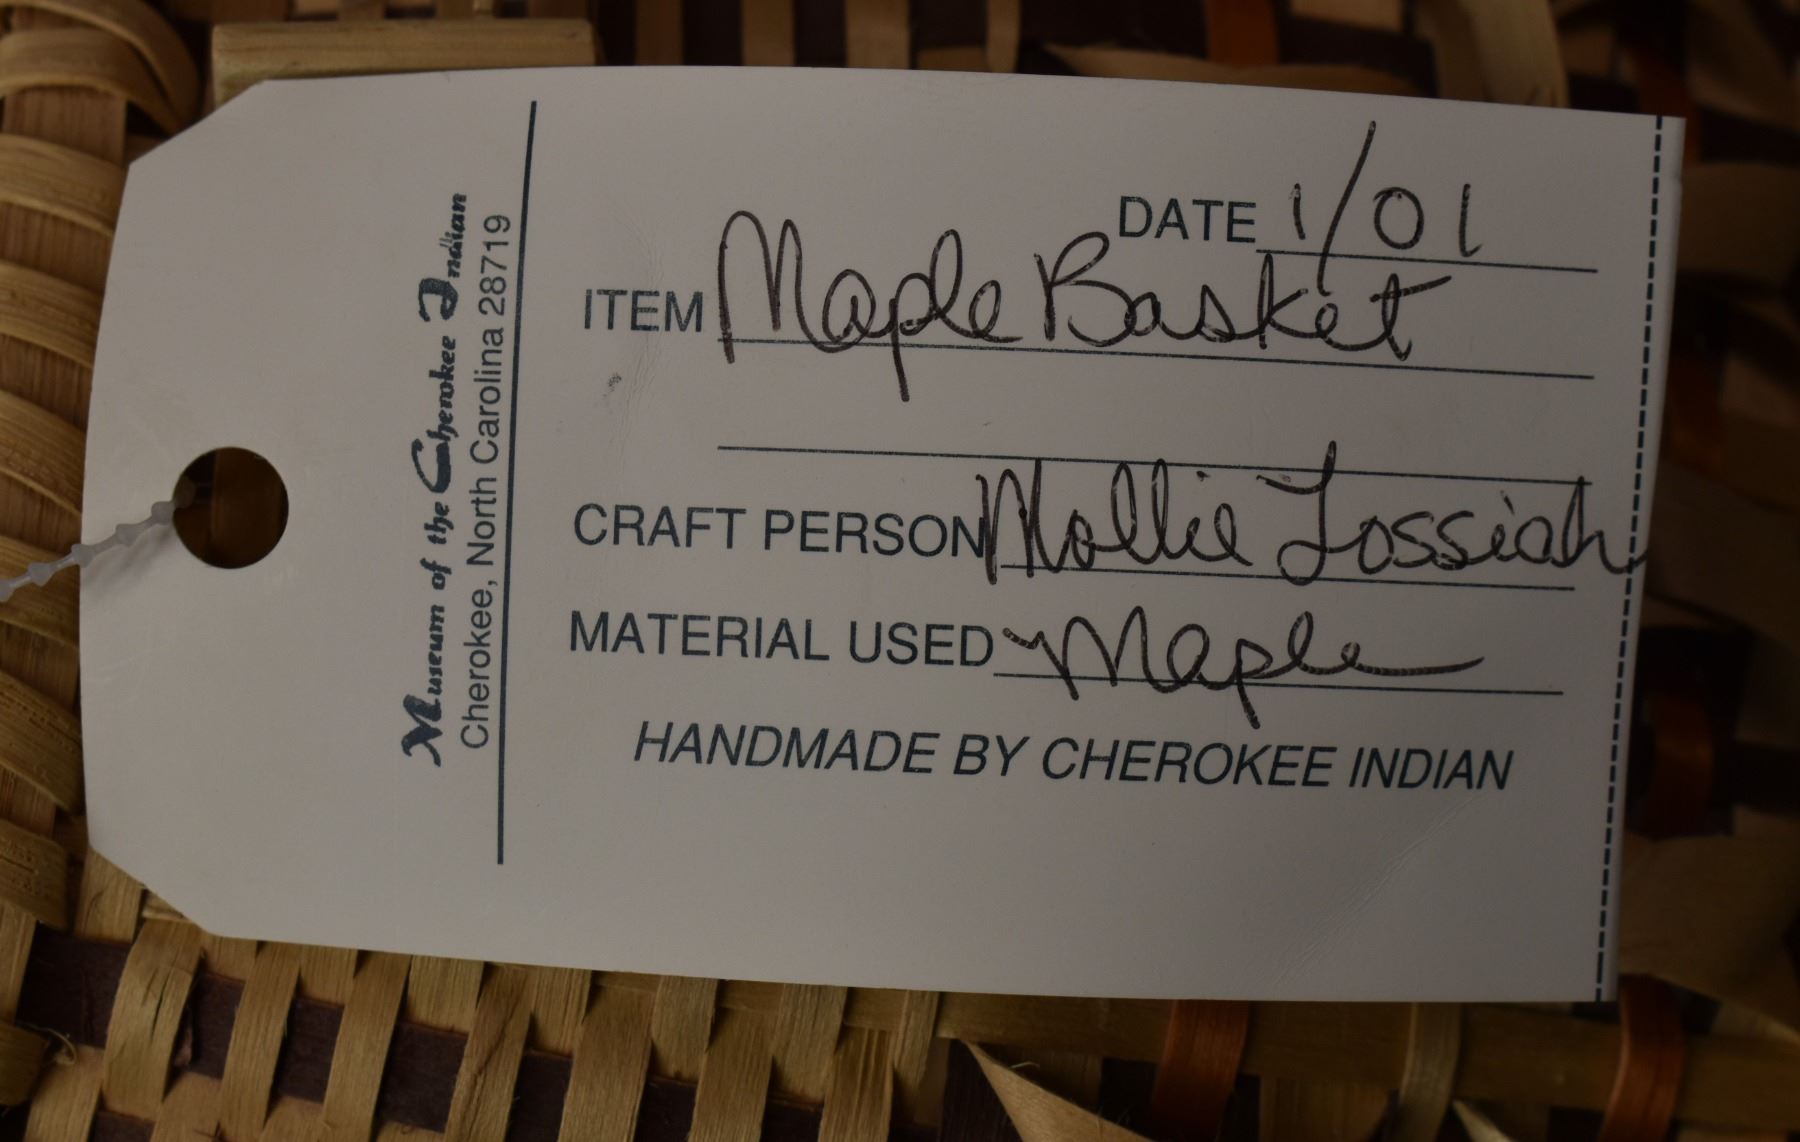 Museum of the Cherokee Indian
Cherokee, North Carolina 28719
DATE 1/01
ITEM Maple Basket
CRAFT PERSON Mollie Lossiah
MATERIAL USED Maple
HANDMADE BY CHEROKEE INDIAN